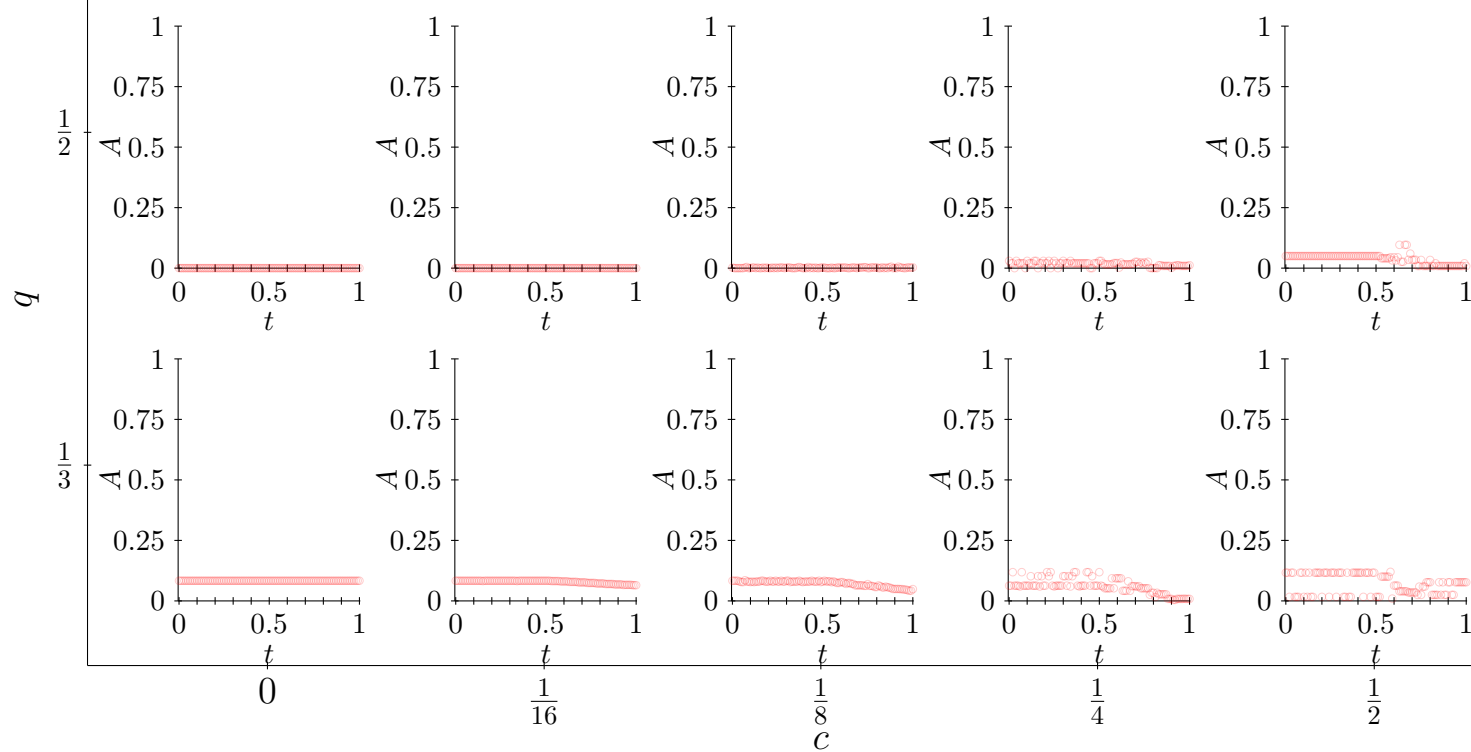 1 1 1 1 1
0.75 0.75 0.75 0.75 0.75
1/2 A 0.5 A 0.5 A 0.5 A 0.5 A 0.5
0.25 0.25 0.25 0.25 0.25
0 0 0 0 0
0 0.5 1 0 0.5 1 0 0.5 1 0 0.5 1 0 0.5 1
q
t t t t t
1 1 1 1 1
0.75 0.75 0.75 0.75 0.75
1/3 A 0.5 A 0.5 A 0.5 A 0.5 A 0.5
0.25 0.25 0.25 0.25 0.25
0 0 0 0 0
0 0.5 1 0 0.5 1 0 0.5 1 0 0.5 1 0 0.5 1
t t t t t
0 1/16 1/8 1/4 1/2
c